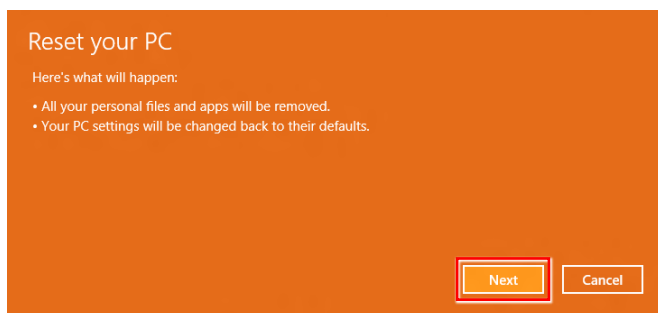 Reset your PC
Here's what will happen:
• All your personal files and apps will be removed.
• Your PC settings will be changed back to their defaults.
Next Cancel